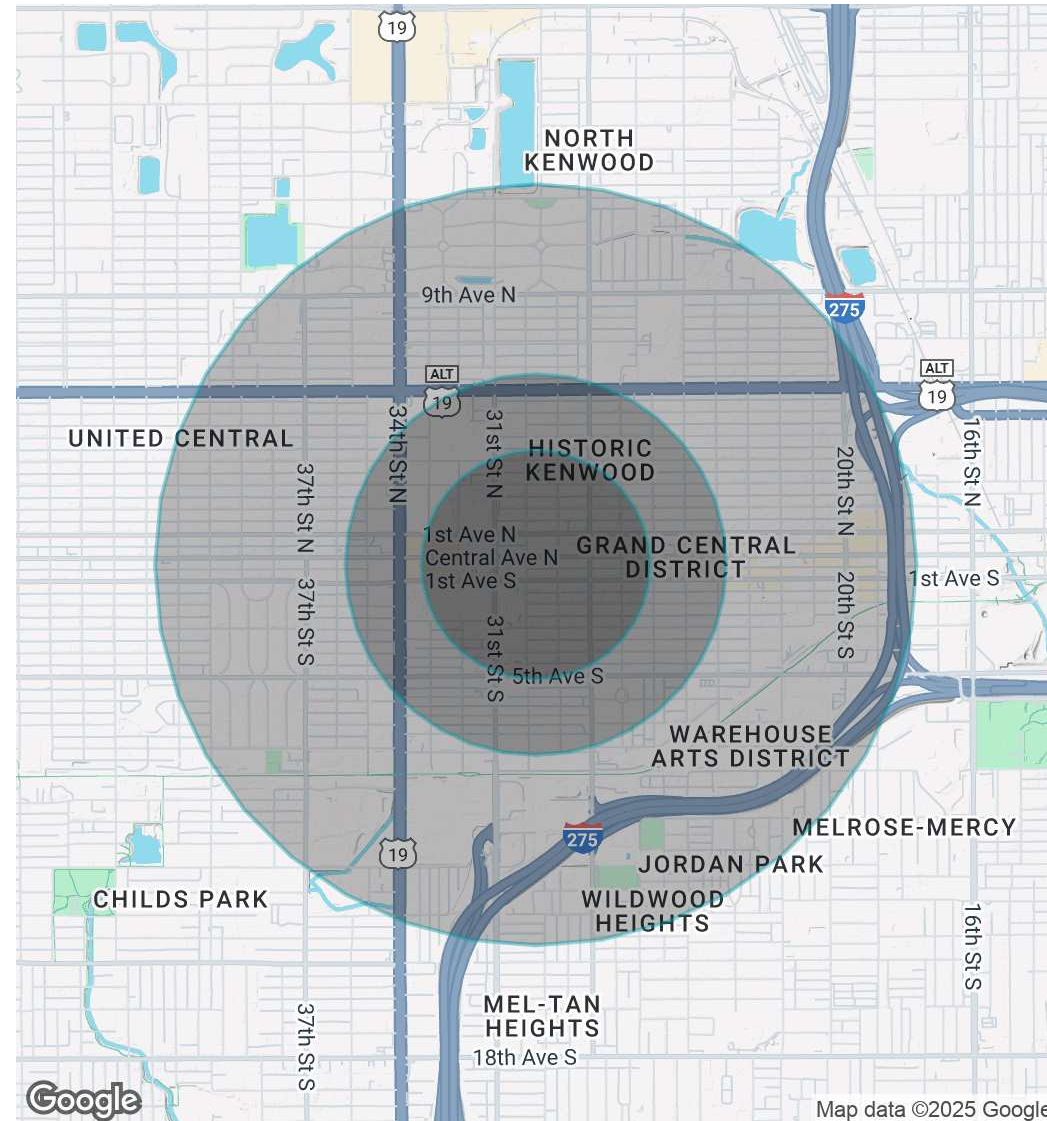 19
NORTH
KENWOOD
9th Ave N
275
ALT
19
ALT
19
UNITED CENTRAL
34th St N
31st St N
HISTORIC
KENWOOD
16th St N
20th St N
37th St N
1st Ave N
Central Ave N
1st Ave S
GRAND CENTRAL
DISTRICT
1st Ave S
37th St S
20th St S
31st St S
5th Ave S
WAREHOUSE
ARTS DISTRICT
MELROSE-MERCY
275
19
JORDAN PARK
CHILDS PARK
WILDWOOD
HEIGHTS
16th St S
MEL-TAN
HEIGHTS
37th St S
18th Ave S
Google
Map data ©2025 Google